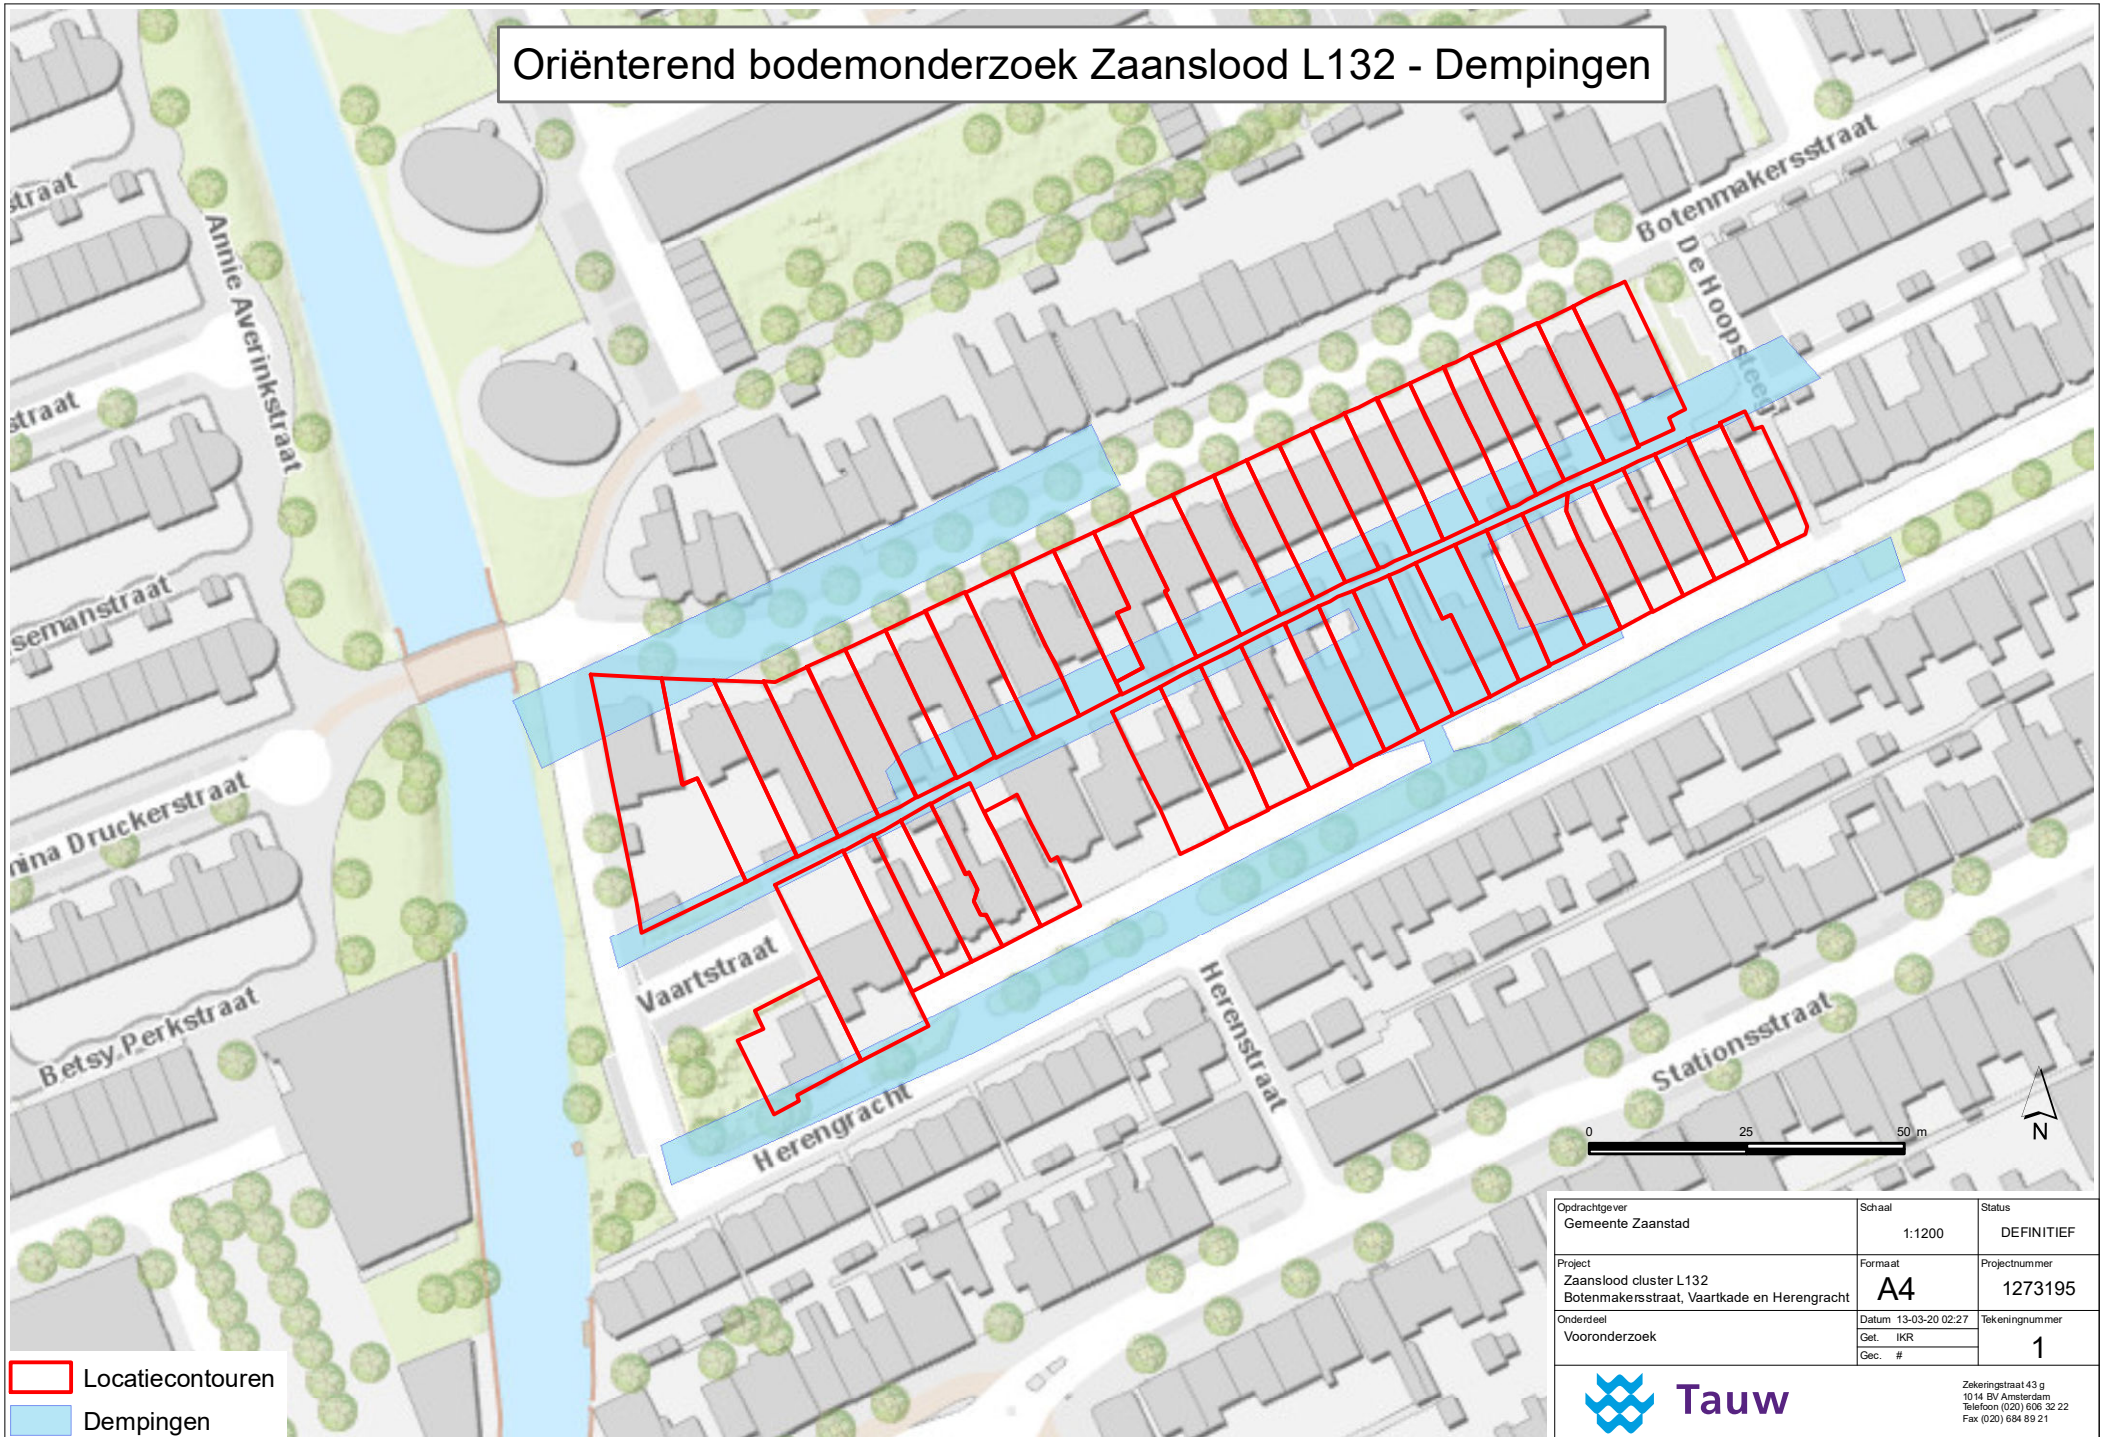 Oriënterend bodemonderzoek Zaanslood L132 - Dempingen
straat
Annie Averinkstraat
Botenmakersstraat
De Hoopsteeg
straat
semanstraat
mina Druckerstraat
Vaartstraat
Betsy Perkstraat
Herengracht
Herenstraat
Stationsstraat
0 25 50 m
N
Locatiecontouren
Dempingen
Opdrachtgever
Gemeente Zaanstad
Schaal
1:1200
Status
DEFINITIEF
Project
Zaanslood cluster L132
Botenmakersstraat, Vaartkade en Herengracht
Formaat
A4
Projectnummer
1273195
Onderdeel
Vooronderzoek
Datum 13-03-20 02:27
Get. IKR
Gec. #
Tekeningnummer
1
Tauw
Zekeringstraat 43 g
1014 BV Amsterdam
Telefoon (020) 606 32 22
Fax (020) 684 89 21